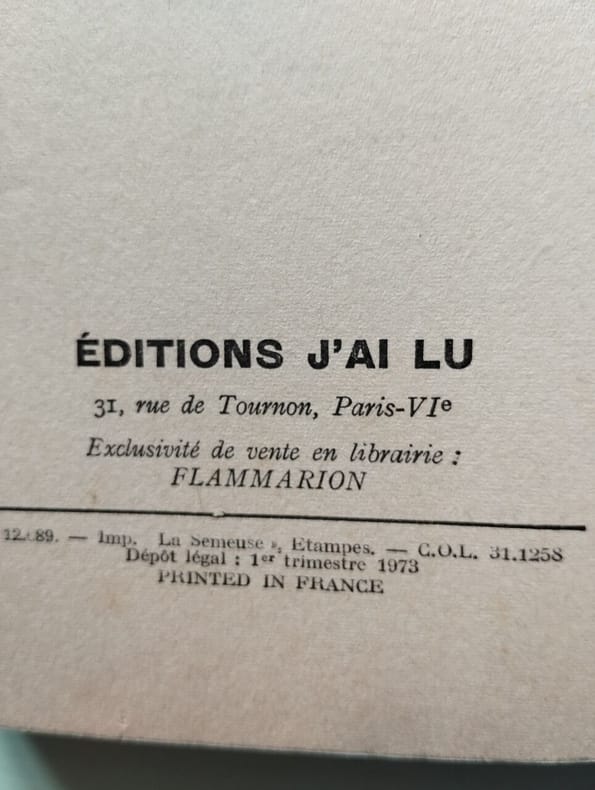 ÉDITIONS J'AI LU
31, rue de Tournon, Paris-VIe
Exclusivité de vente en librairie :
FLAMMARION
— Imp. La Semeuse », Etampes. — C.O.L. 31.1258
Dépôt légal : 1er trimestre 1973
PRINTED IN FRANCE